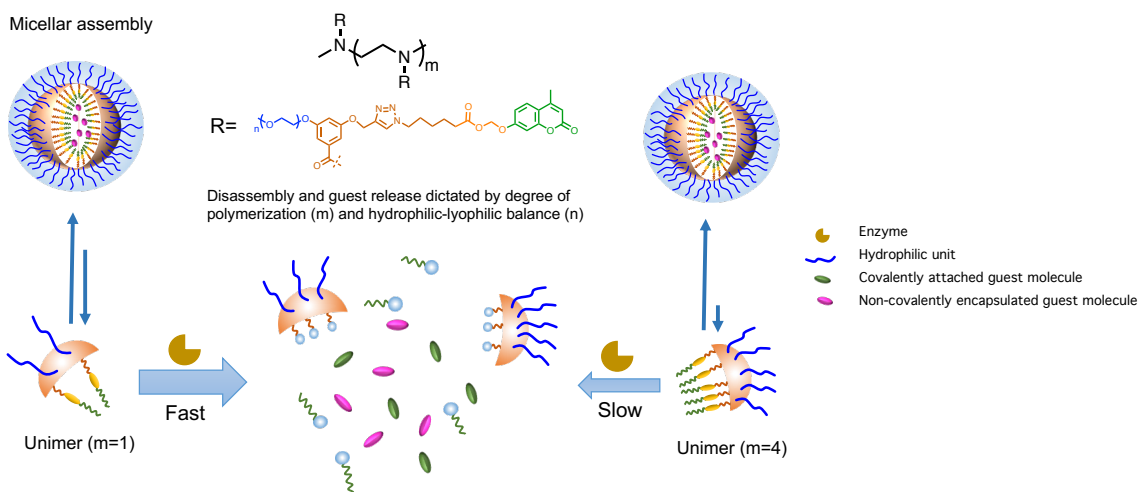 Micellar assembly
R
N
N
R
m
R=
n
O
O
O
O
N=N
N
O
O
O
O
O
Disassembly and guest release dictated by degree of
polymerization (m) and hydrophilic-lyophilic balance (n)
Enzyme
Hydrophilic unit
Covalently attached guest molecule
Non-covalently encapsulated guest molecule
Fast
Slow
Unimer (m=1)
Unimer (m=4)